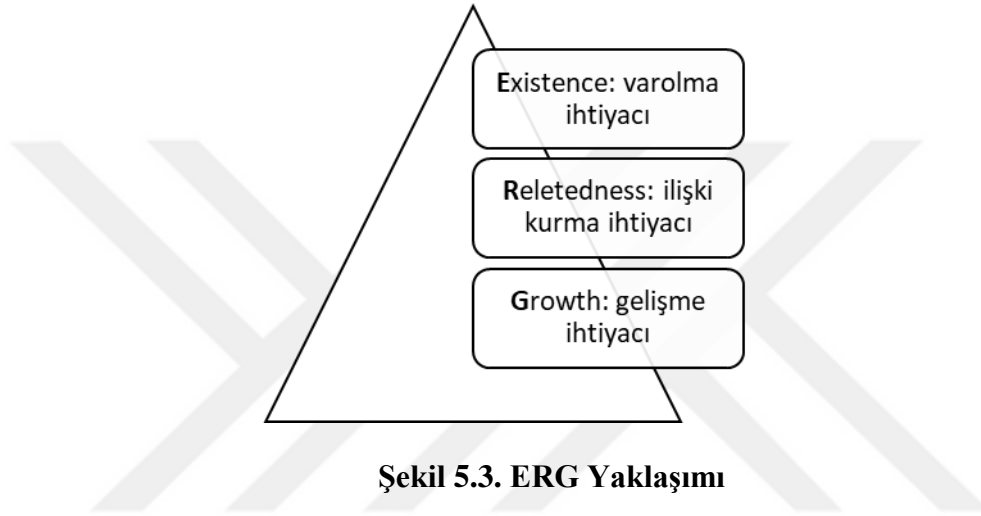 Existence: varolma
ihtiyacı
Reletedness: ilişki
kurma ihtiyacı
Growth: gelişme
ihtiyacı
Şekil 5.3. ERG Yaklaşımı